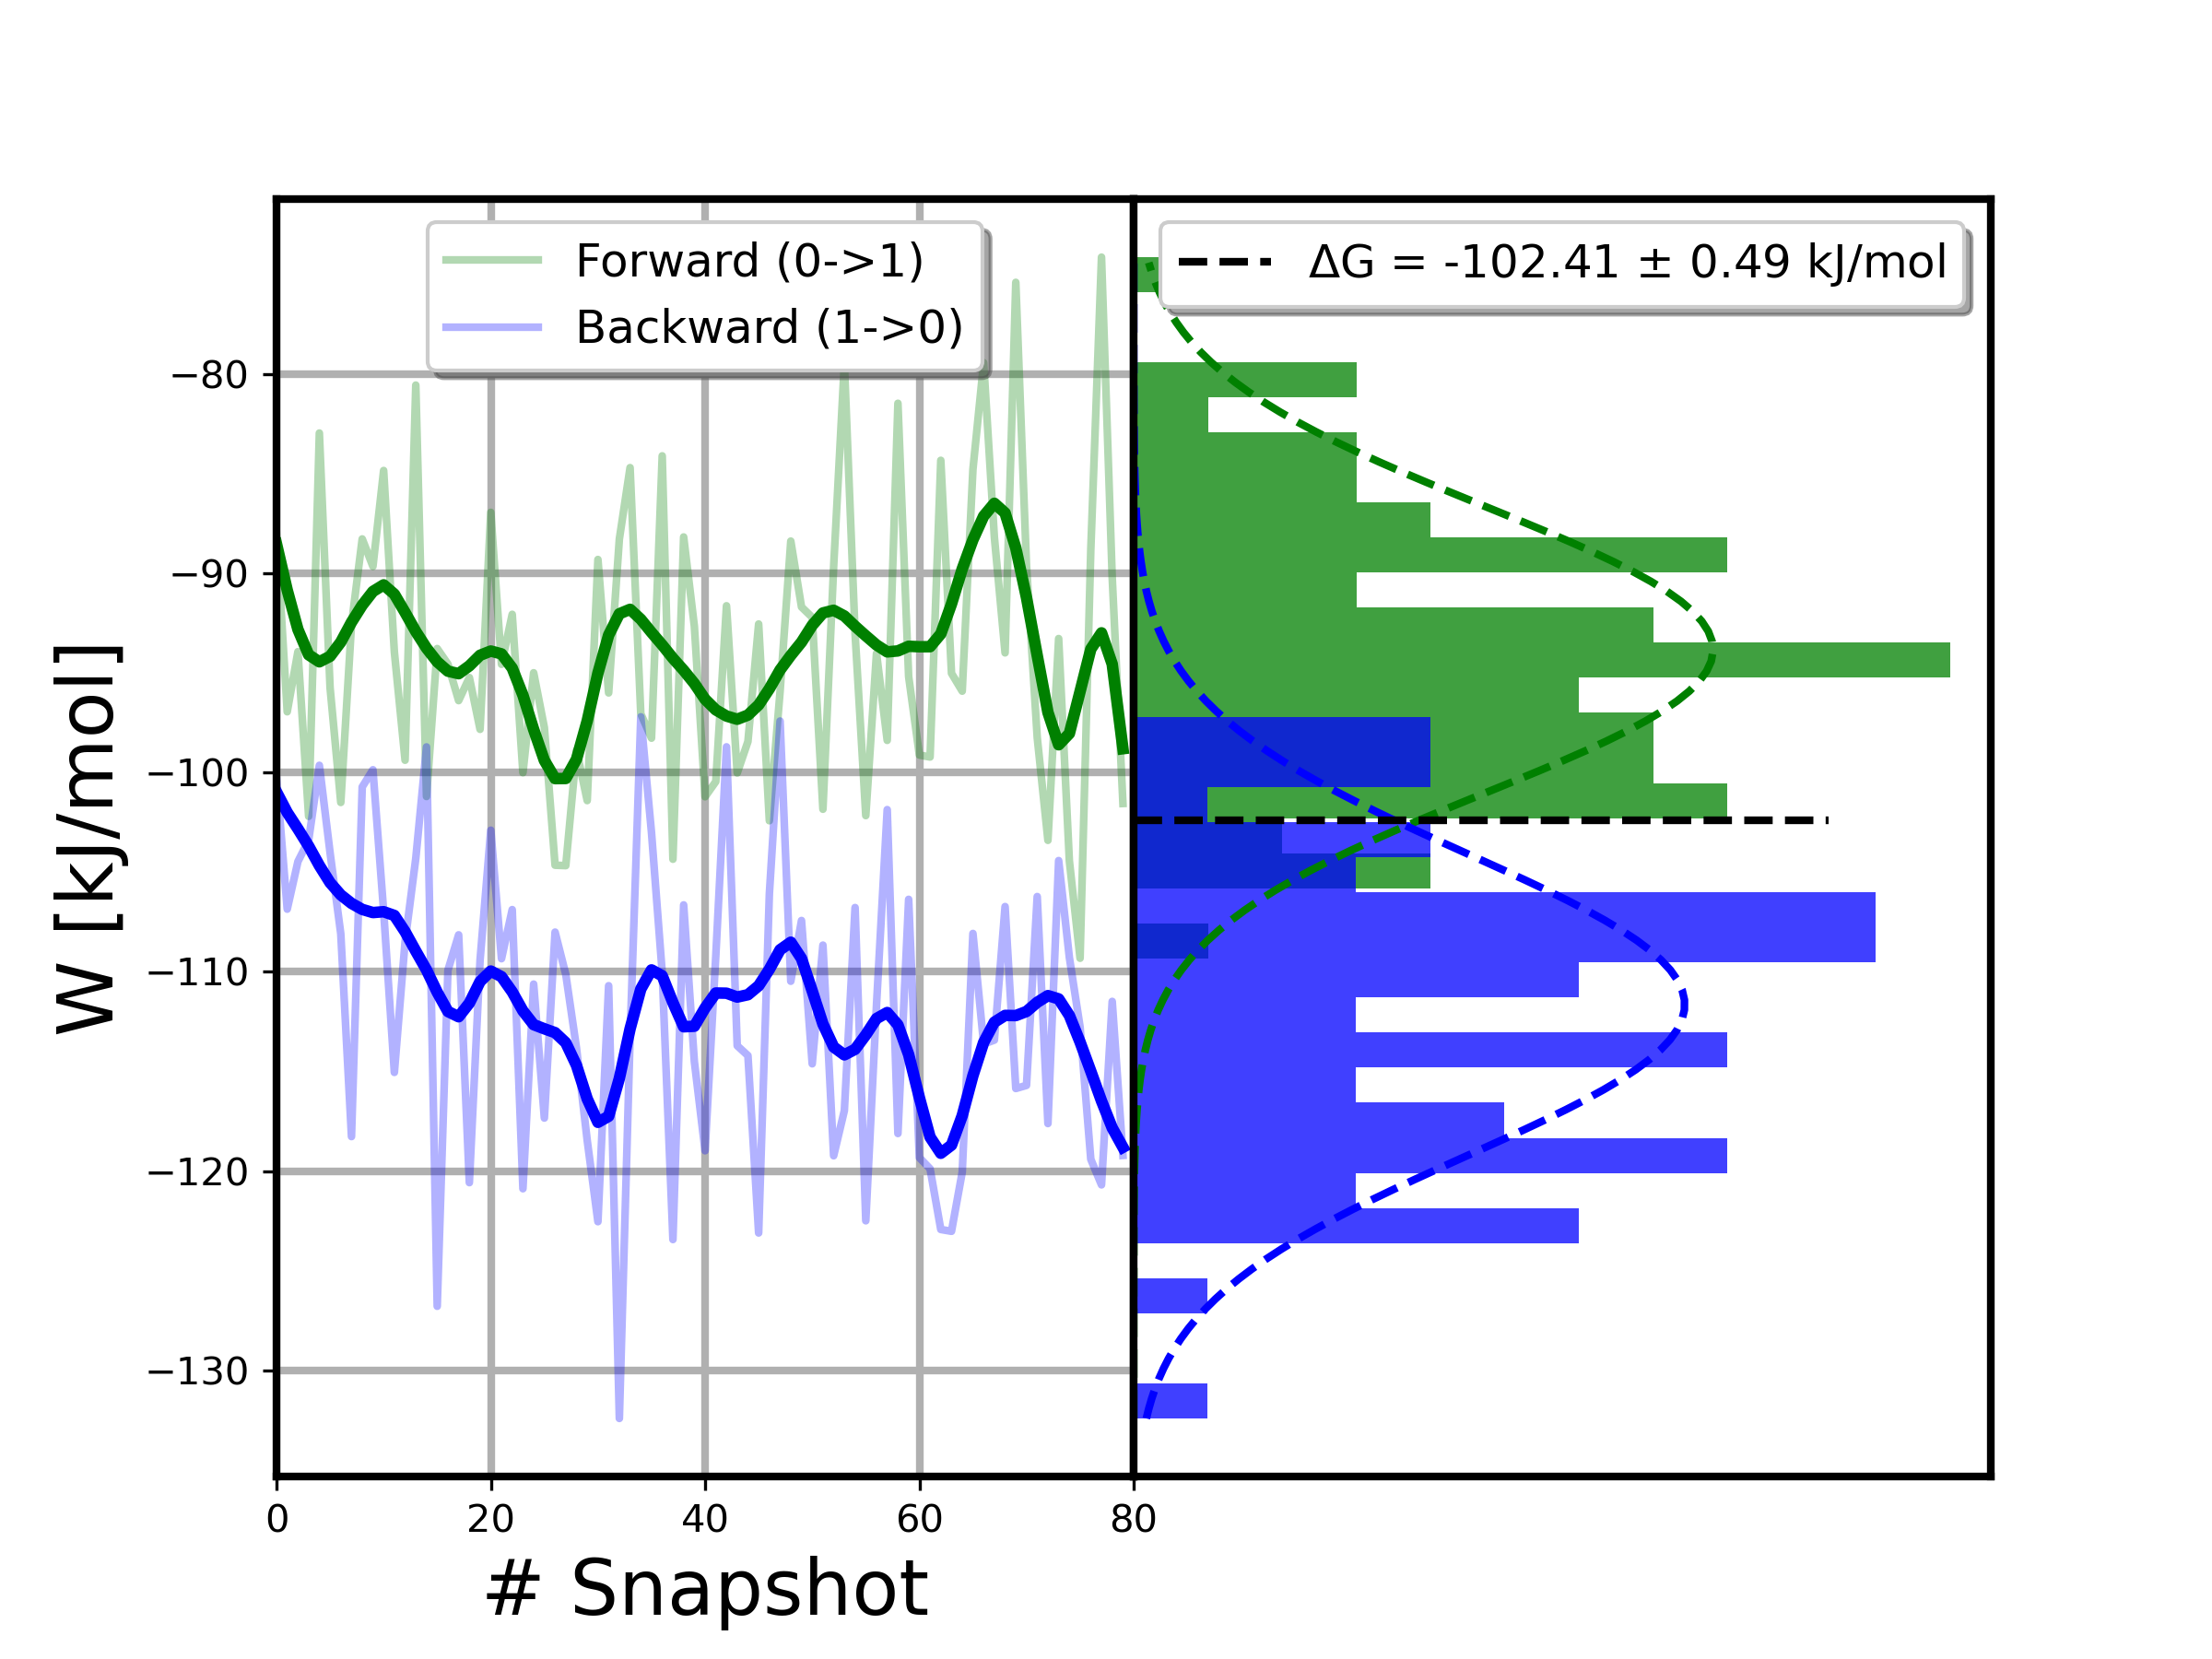 Forward (0->1)
Backward (1->0)
ΔG = -102.41 ± 0.49 kJ/mol
−80
−90
−100
−110
−120
−130
W [kJ/mol]
0 20 40 60 80
# Snapshot